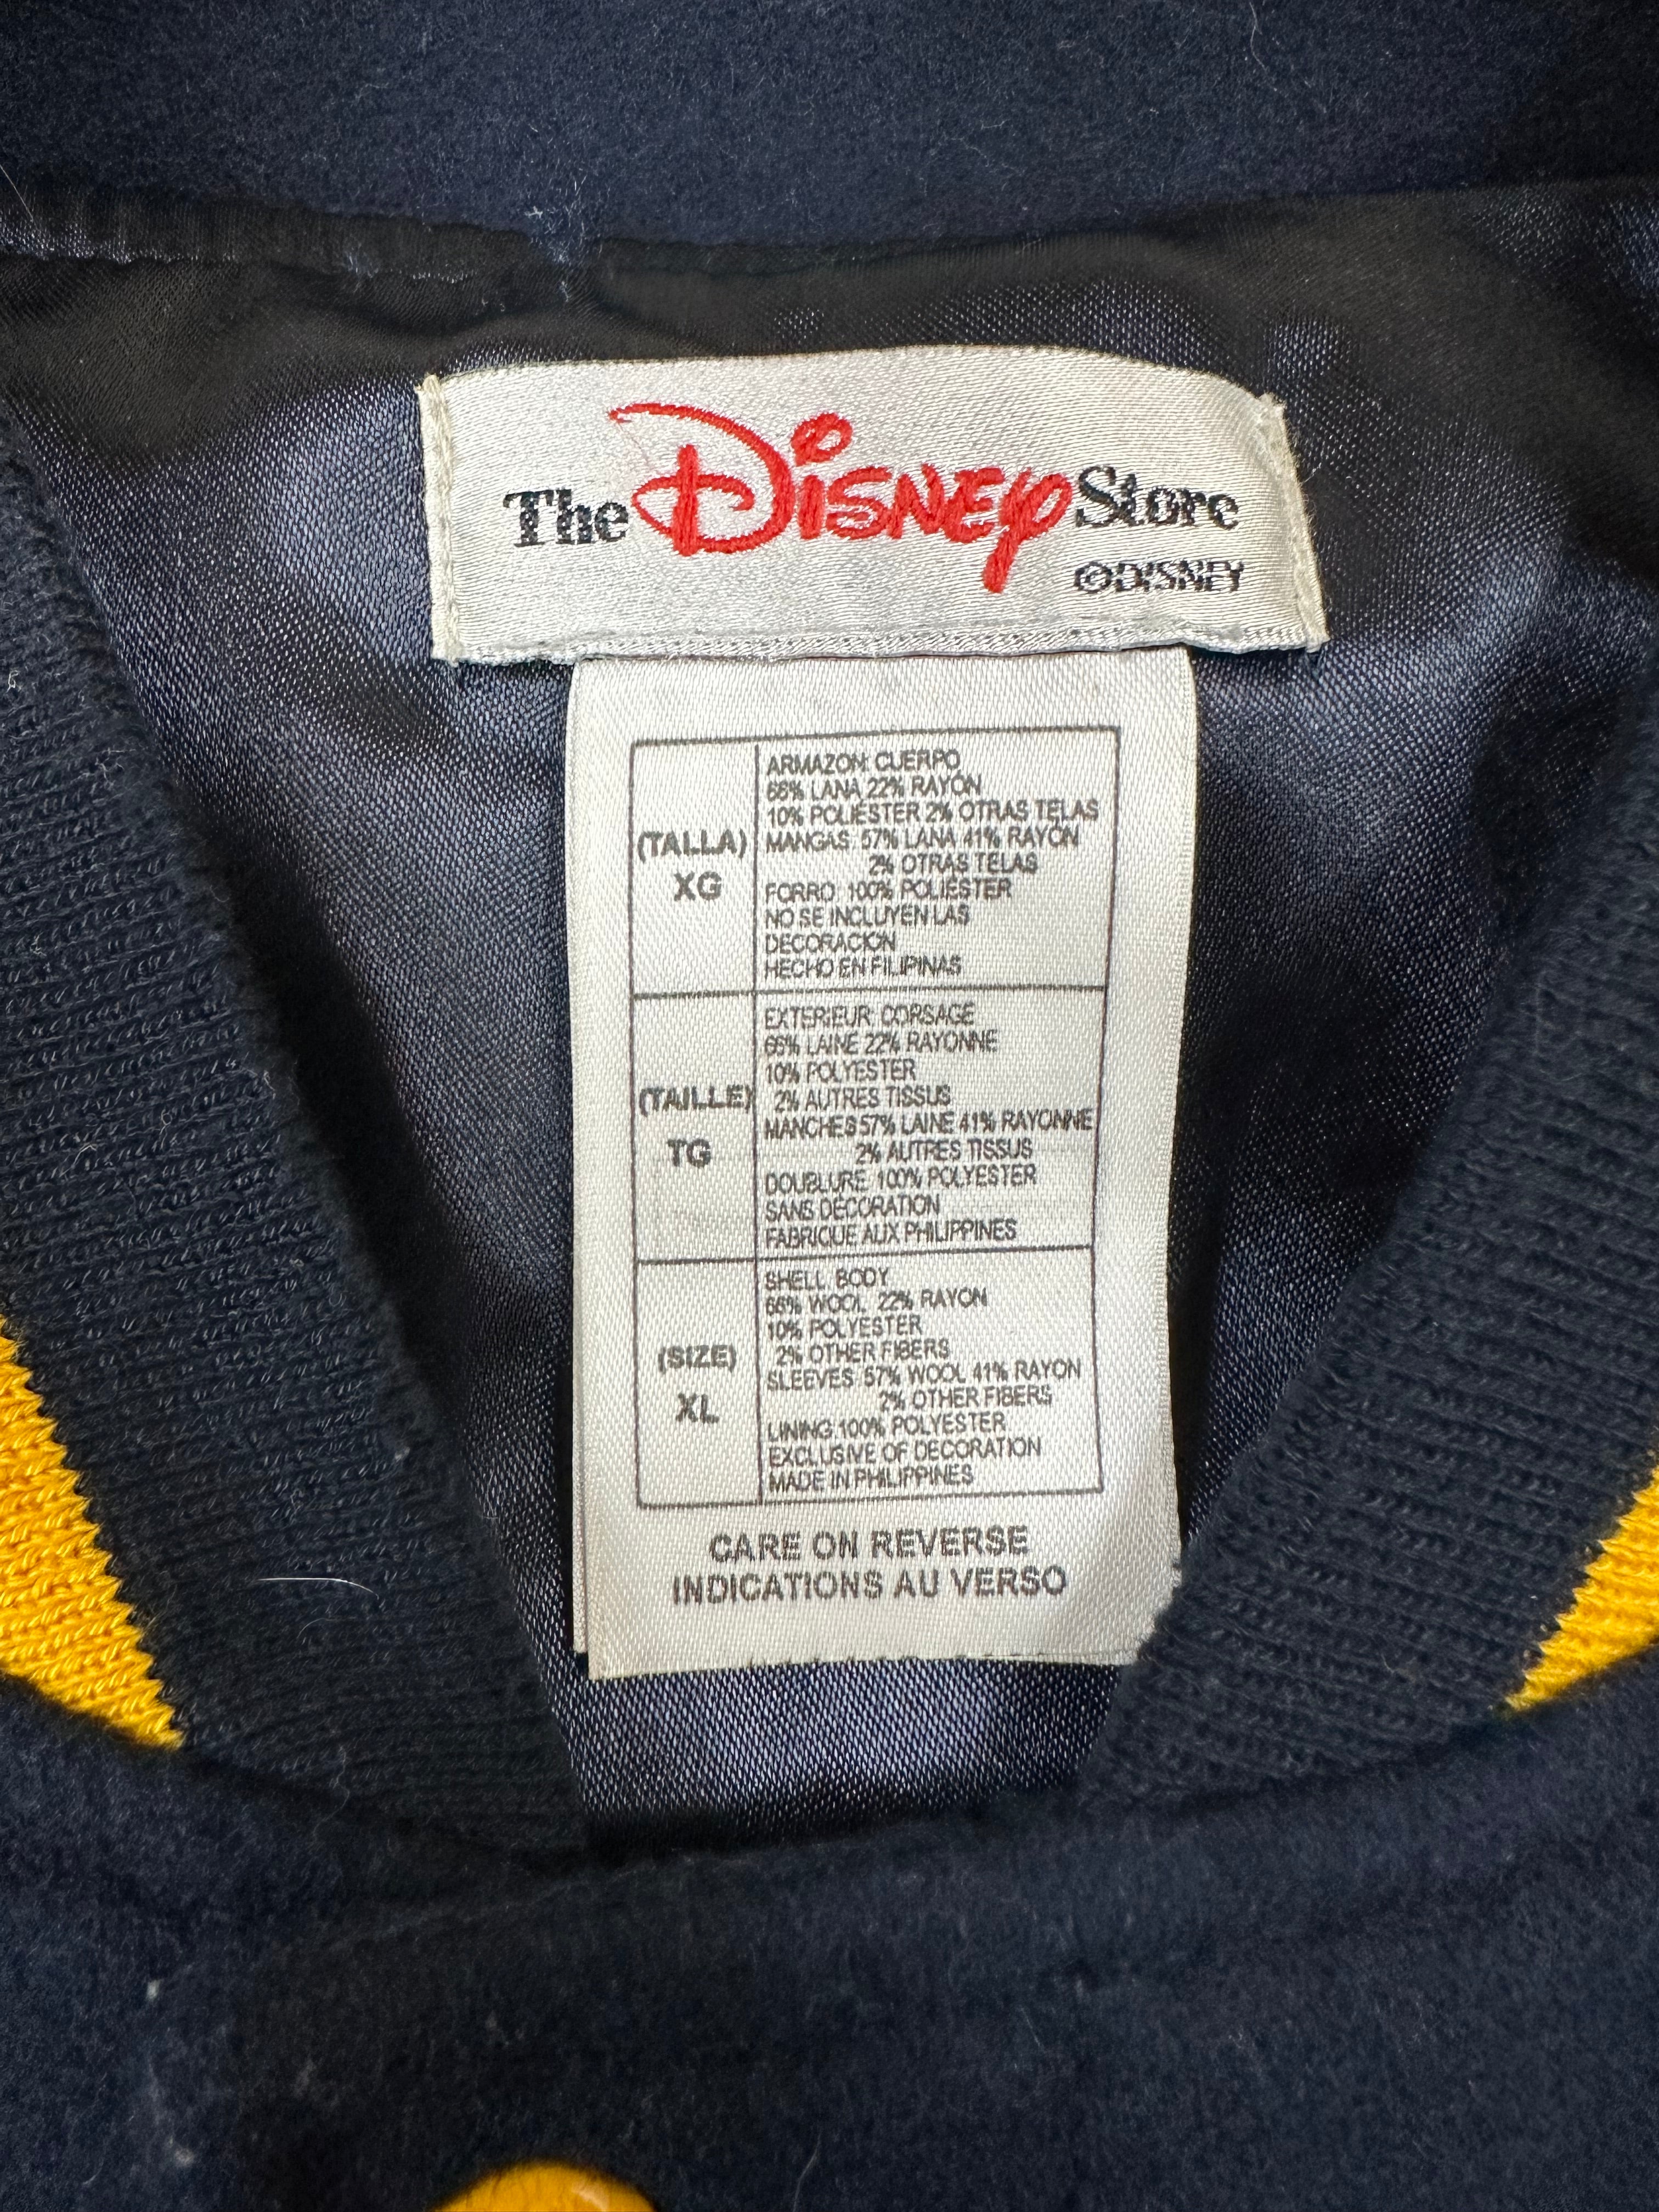 The Disney Store
©DISNEY
(TALLA)
XG
ARMAZON: CUERPO
66% LANA 22% RAYÓN
10% POLIÉSTER 2% OTRAS TELAS
MANGAS: 57% LANA 41% RAYON
2% OTRAS TELAS
FORRO: 100% POLIÉSTER
NO SE INCLUYEN LAS
DECORACION
HECHO EN FILIPINAS
(TAILLE)
TG
EXTERIEUR: CORSAGE
66% LAINE 22% RAYONNE
10% POLYESTER
2% AUTRES TISSUS
MANCHES 57% LAINE 41% RAYONNE
2% AUTRES TISSUS
DOUBLURE: 100% POLYESTER
SANS DÉCORATION
FABRIQUE AUX PHILIPPINES
(SIZE)
XL
SHELL: BODY
66% WOOL 22% RAYON
10% POLYESTER
2% OTHER FIBERS
SLEEVES: 57% WOOL 41% RAYON
2% OTHER FIBERS
LINING:100% POLYESTER
EXCLUSIVE OF DECORATION
MADE IN PHILIPPINES
CARE ON REVERSE
INDICATIONS AU VERSO